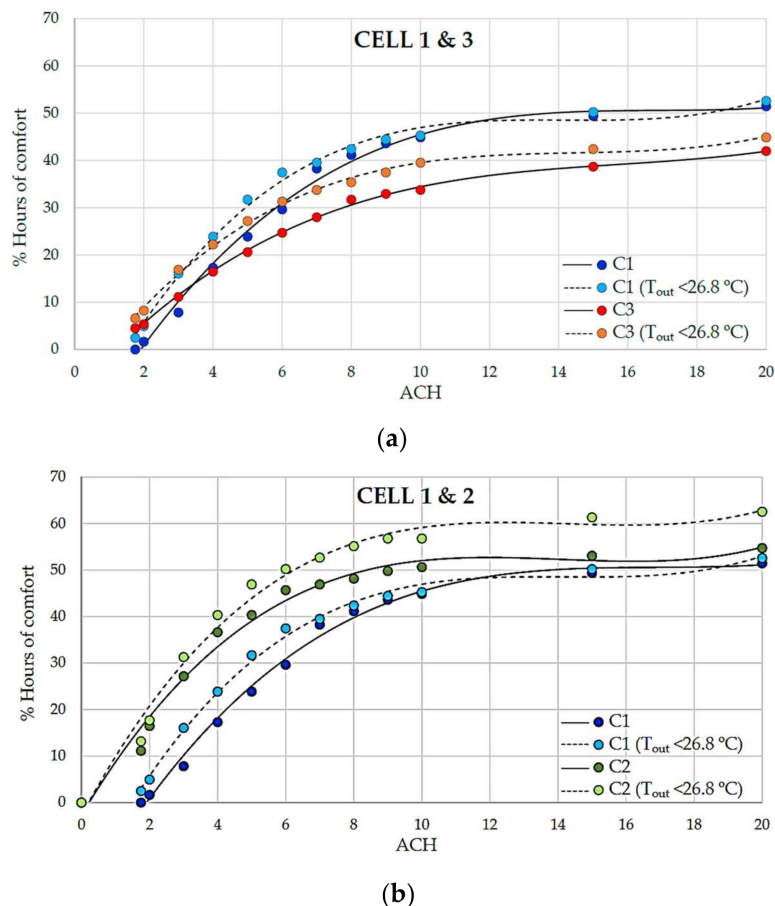 CELL 1 & 3
70
60
50
40
30
20
10
0
% Hours of comfort
0 2 4 6 8 10 12 14 16 18 20
ACH
C1
C1 (Tout <26.8 ºC)
C3
C3 (Tout <26.8 ºC)
(a)
CELL 1 & 2
70
60
50
40
30
20
10
0
% Hours of comfort
0 2 4 6 8 10 12 14 16 18 20
ACH
C1
C1 (Tout <26.8 ºC)
C2
C2 (Tout <26.8 ºC)
(b)